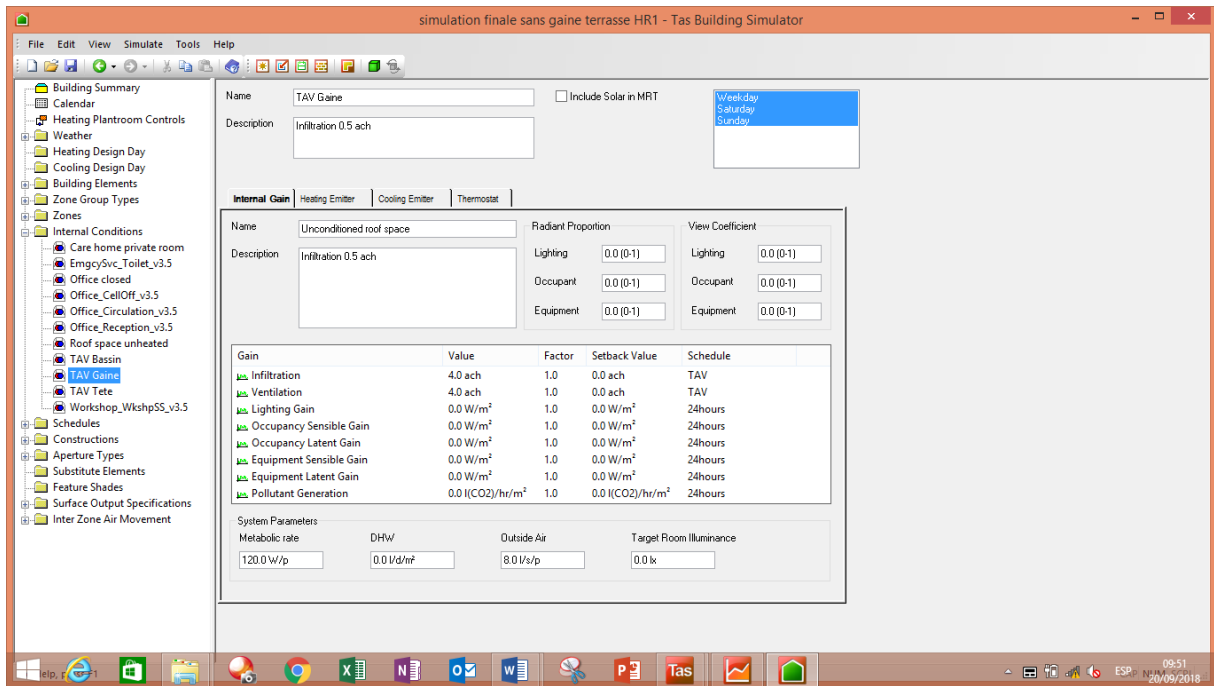 simulation finale sans gaine terrasse HR1 - Tas Building Simulator
File Edit View Simulate Tools Help
Building Summary
Calendar
Heating Plantroom Controls
Weather
Heating Design Day
Cooling Design Day
Building Elements
Zone Group Types
Zones
Internal Conditions
Care home private room
EmgcySvc_Toilet_v3.5
Office closed
Office_CellOff_v3.5
Office_Circulation_v3.5
Office_Reception_v3.5
Roof space unheated
TAV Bassin
TAV Gaine
TAV Tete
Workshop_WkshpSS_v3.5
Schedules
Constructions
Aperture Types
Substitute Elements
Feature Shades
Surface Output Specifications
Inter Zone Air Movement
Name TAV Gaine Include Solar in MRT
Description Infiltration 0.5 ach
Weekday
Saturday
Sunday
Internal Gain Heating Emitter Cooling Emitter Thermostat
Name Unconditioned roof space
Description Infiltration 0.5 ach
Radiant Proportion
Lighting 0.0 (0-1)
Occupant 0.0 (0-1)
Equipment 0.0 (0-1)
View Coefficient
Lighting 0.0 (0-1)
Occupant 0.0 (0-1)
Equipment 0.0 (0-1)
Gain Value Factor Setback Value Schedule
Infiltration 4.0 ach 1.0 0.0 ach TAV
Ventilation 4.0 ach 1.0 0.0 ach TAV
Lighting Gain 0.0 W/m² 1.0 0.0 W/m² 24hours
Occupancy Sensible Gain 0.0 W/m² 1.0 0.0 W/m² 24hours
Occupancy Latent Gain 0.0 W/m² 1.0 0.0 W/m² 24hours
Equipment Sensible Gain 0.0 W/m² 1.0 0.0 W/m² 24hours
Equipment Latent Gain 0.0 W/m² 1.0 0.0 W/m² 24hours
Pollutant Generation 0.0 l(CO2)/hr/m² 1.0 0.0 l(CO2)/hr/m² 24hours
System Parameters
Metabolic rate DHW Outside Air Target Room Illuminance
120.0 W/p 0.0 l/d/m² 8.0 l/s/p 0.0 lx
Tas
ESP
09:51
20/09/2018